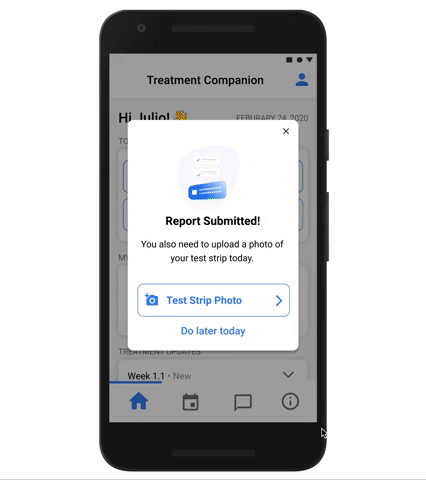 Treatment Companion
Hi Julio!
FEBURARY 24, 2020
TO
Report Submitted!
You also need to upload a photo of
your test strip today.
MY
Test Strip Photo
Do later today
TREATMENT UPDATES
Week 1.1 • New